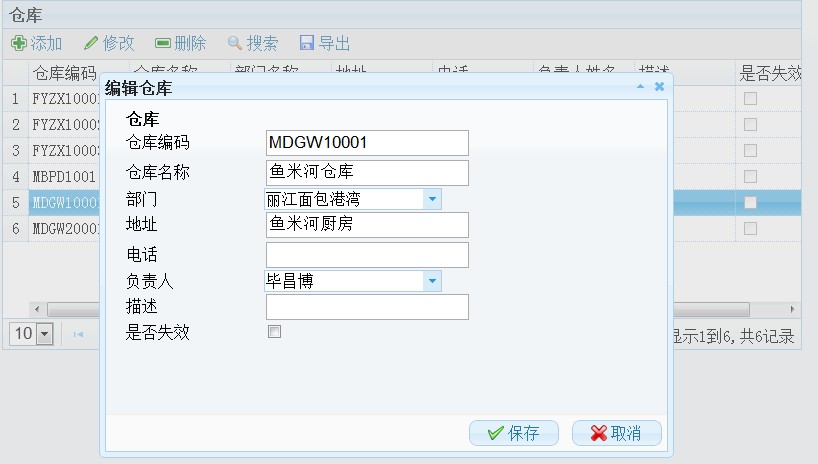 仓库
添加 修改 删除 搜索 导出
仓库编码 仓库名称 部门名称 地址 电话 负责人姓名 描述 是否失效
编辑仓库
1 FYZX1000
2 FYZX1000
3 FYZX1000
4 MBPD1001
5 MDGW1000
6 MDGW2000
仓库
仓库编码 MDGW10001
仓库名称 鱼米河仓库
部门 丽江面包港湾
地址 鱼米河厨房
电话
负责人 毕昌博
描述
是否失效
10
显示1到6,共6记录
保存 取消